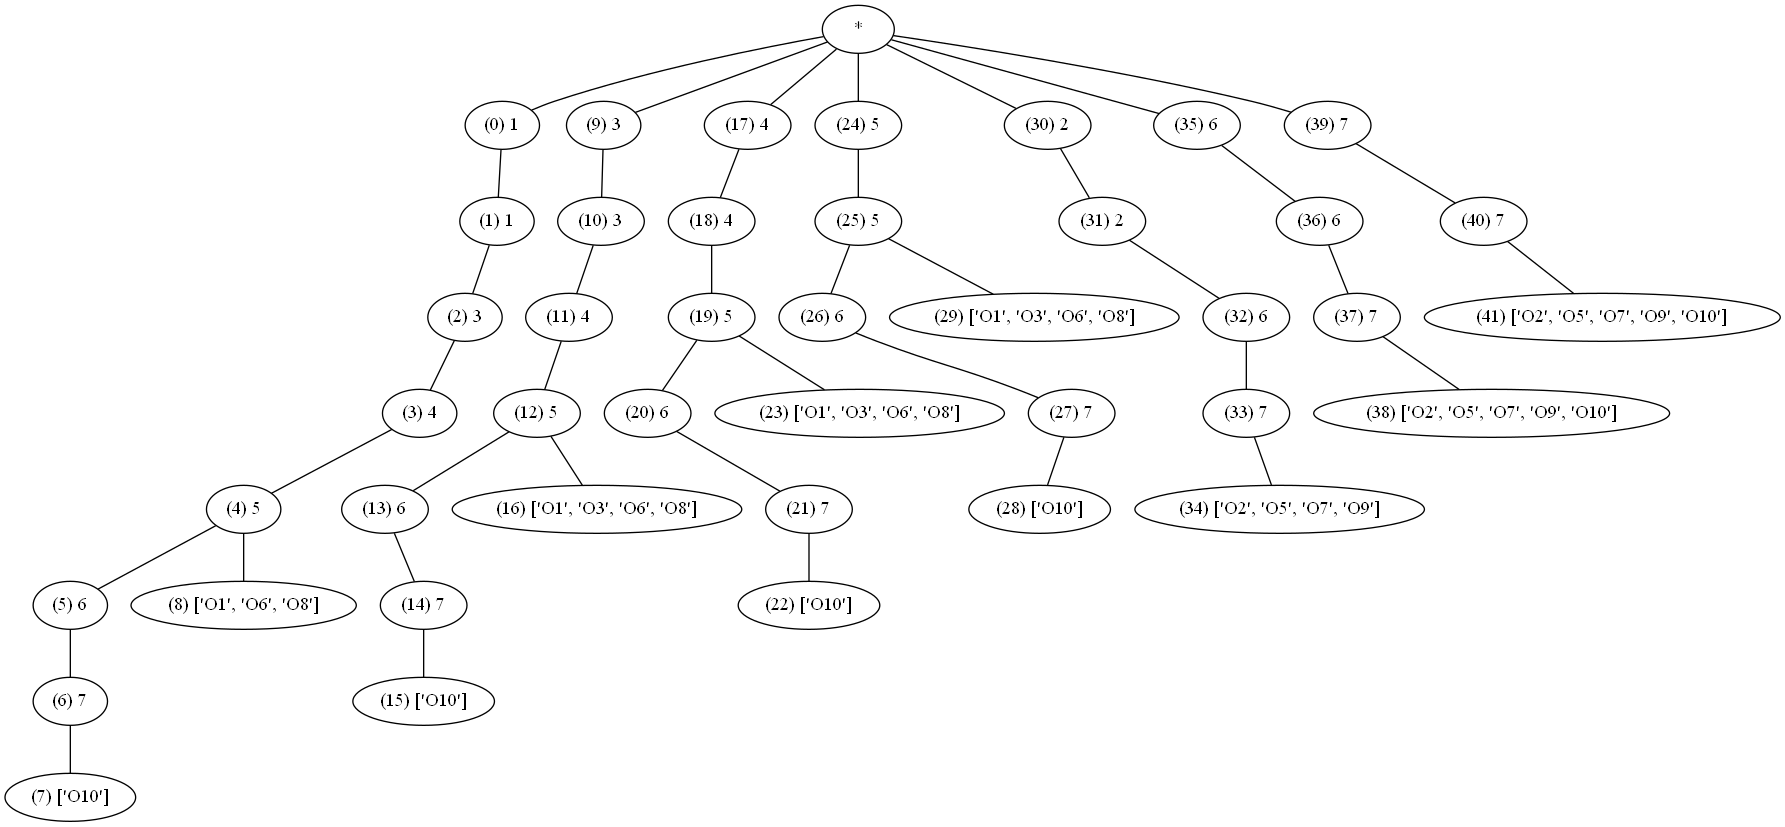 *
(0) 1
(9) 3
(17) 4
(24) 5
(30) 2
(35) 6
(39) 7
(1) 1
(10) 3
(18) 4
(25) 5
(31) 2
(36) 6
(40) 7
(2) 3
(11) 4
(19) 5
(26) 6
(29) ['O1', 'O3', 'O6', 'O8']
(32) 6
(37) 7
(41) ['O2', 'O5', 'O7', 'O9', 'O10']
(3) 4
(12) 5
(20) 6
(23) ['O1', 'O3', 'O6', 'O8']
(27) 7
(33) 7
(38) ['O2', 'O5', 'O7', 'O9', 'O10']
(4) 5
(13) 6
(16) ['O1', 'O3', 'O6', 'O8']
(21) 7
(28) ['O10']
(34) ['O2', 'O5', 'O7', 'O9']
(5) 6
(8) ['O1', 'O6', 'O8']
(14) 7
(22) ['O10']
(6) 7
(15) ['O10']
(7) ['O10']